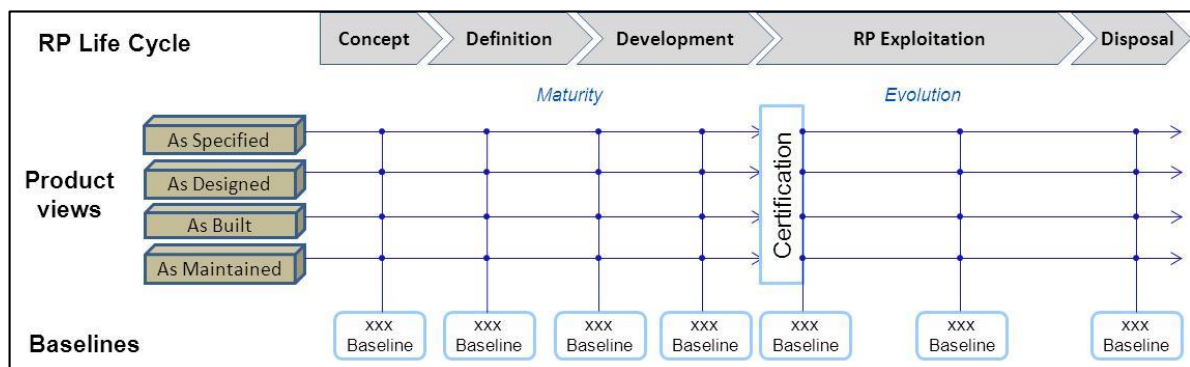 RP Life Cycle
Concept
Definition
Development
RP Exploitation
Disposal
Maturity
Evolution
As Specified
As Designed
As Built
As Maintained
Product
views
Certification
xxx
Baseline
xxx
Baseline
xxx
Baseline
xxx
Baseline
xxx
Baseline
xxx
Baseline
xxx
Baseline
Baselines